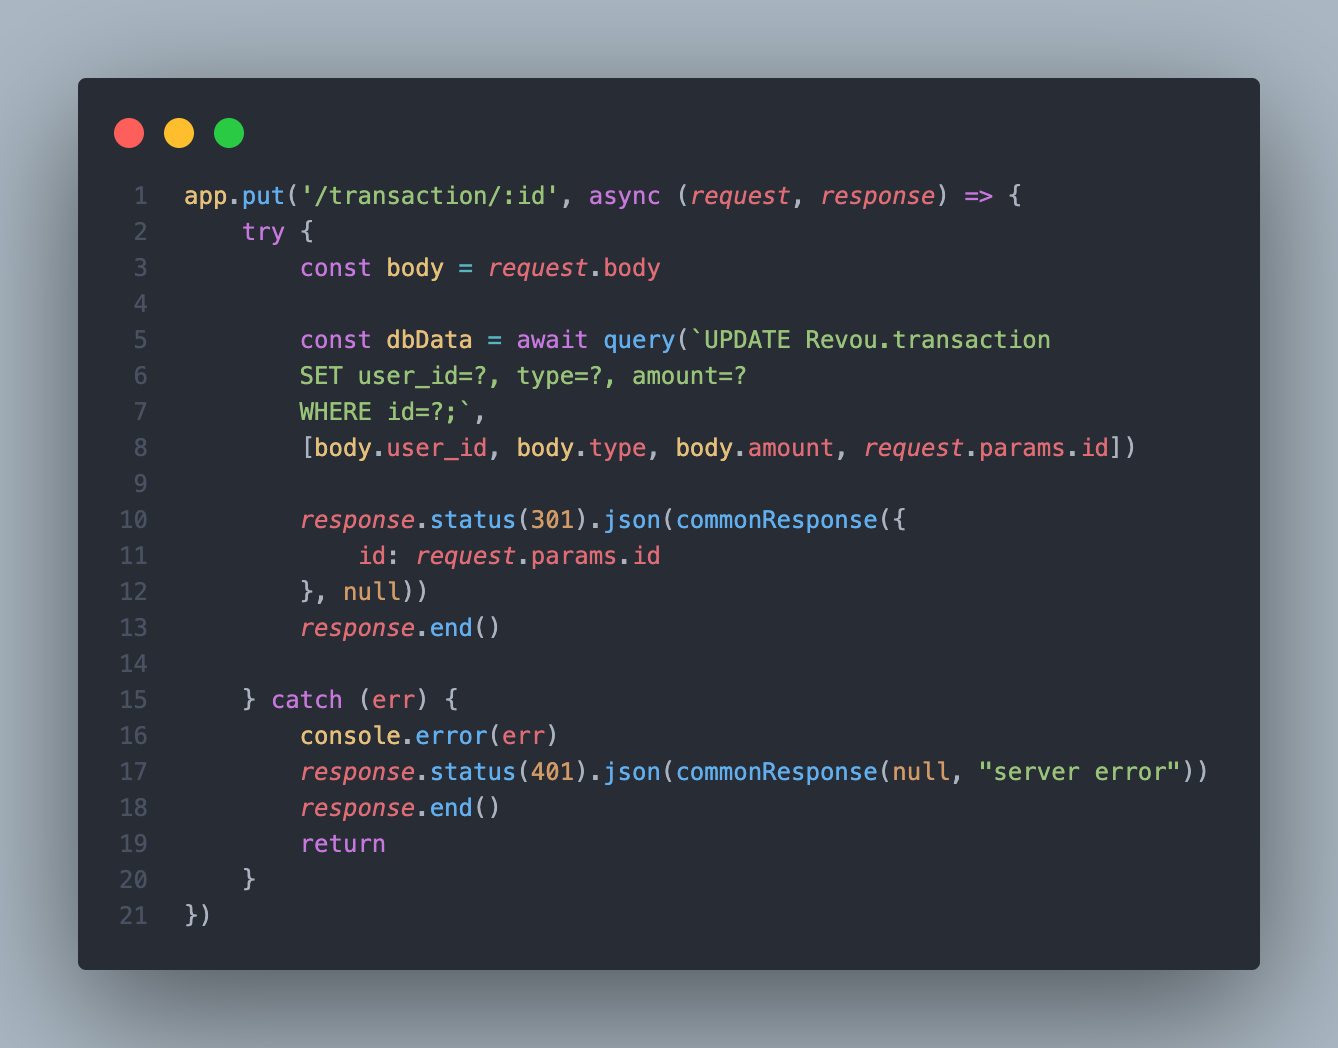 1 app.put('/transaction/:id', async (request, response) => {
2     try {
3         const body = request.body
4
5         const dbData = await query(`UPDATE Revou.transaction
6         SET user_id=?, type=?, amount=?
7         WHERE id=?;`,
8         [body.user_id, body.type, body.amount, request.params.id])
9
10         response.status(301).json(commonResponse({
11             id: request.params.id
12         }, null))
13         response.end()
14
15     } catch (err) {
16         console.error(err)
17         response.status(401).json(commonResponse(null, "server error"))
18         response.end()
19         return
20     }
21 })